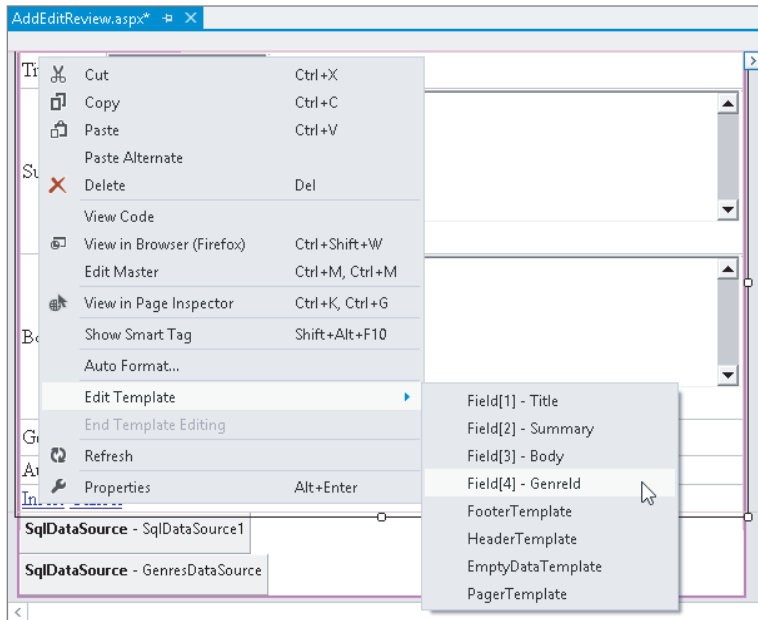 AddEditReview.aspx*
Cut Ctrl+X
Copy Ctrl+C
Paste Ctrl+V
Paste Alternate
Delete Del
View Code
View in Browser (Firefox) Ctrl+Shift+W
Edit Master Ctrl+M, Ctrl+M
View in Page Inspector Ctrl+K, Ctrl+G
Show Smart Tag Shift+Alt+F10
Auto Format...
Edit Template
End Template Editing
Refresh
Properties Alt+Enter
Field[1] - Title
Field[2] - Summary
Field[3] - Body
Field[4] - GenreId
FooterTemplate
HeaderTemplate
EmptyDataTemplate
PagerTemplate
SqlDataSource - SqlDataSource1
SqlDataSource - GenresDataSource